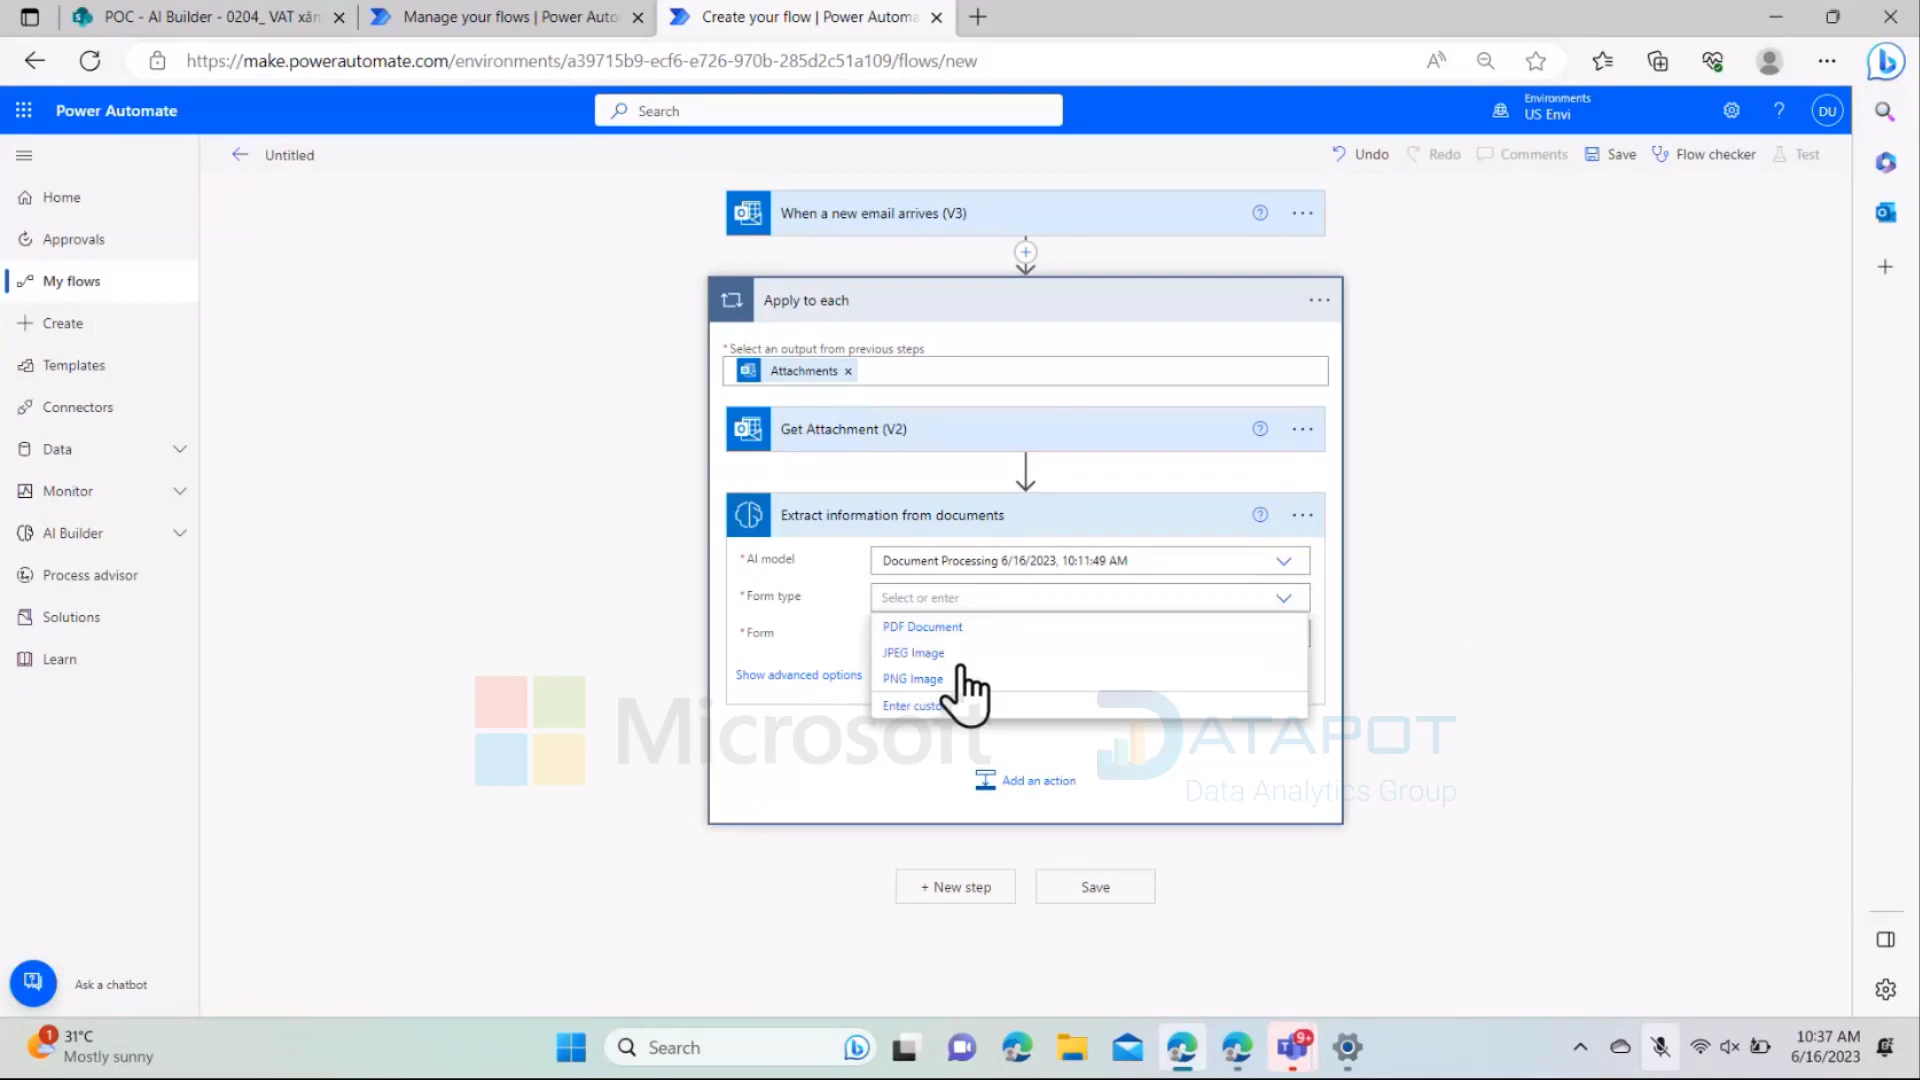 POC - AI Builder - 0204_ VAT xăn
Manage your flows | Power Auto
Create your flow | Power Automa
https://make.powerautomate.com/environments/a39715b9-ecf6-e726-970b-285d2c51a109/flows/new
Power Automate
Search
Environments
US Envi
DU
Untitled
Undo
Redo
Comments
Save
Flow checker
Test
Home
Approvals
My flows
Create
Templates
Connectors
Data
Monitor
AI Builder
Process advisor
Solutions
Learn
Ask a chatbot
When a new email arrives (V3)
Apply to each
* Select an output from previous steps
Attachments
Get Attachment (V2)
Extract information from documents
* AI model
Document Processing 6/16/2023, 10:11:49 AM
* Form type
Select or enter
PDF Document
* Form
JPEG Image
PNG Image
Show advanced options
Enter custo
Microsoft
DATAPOT
Data Analytics Group
Add an action
+ New step
Save
1
31°C
Mostly sunny
Search
9+
10:37 AM
6/16/2023